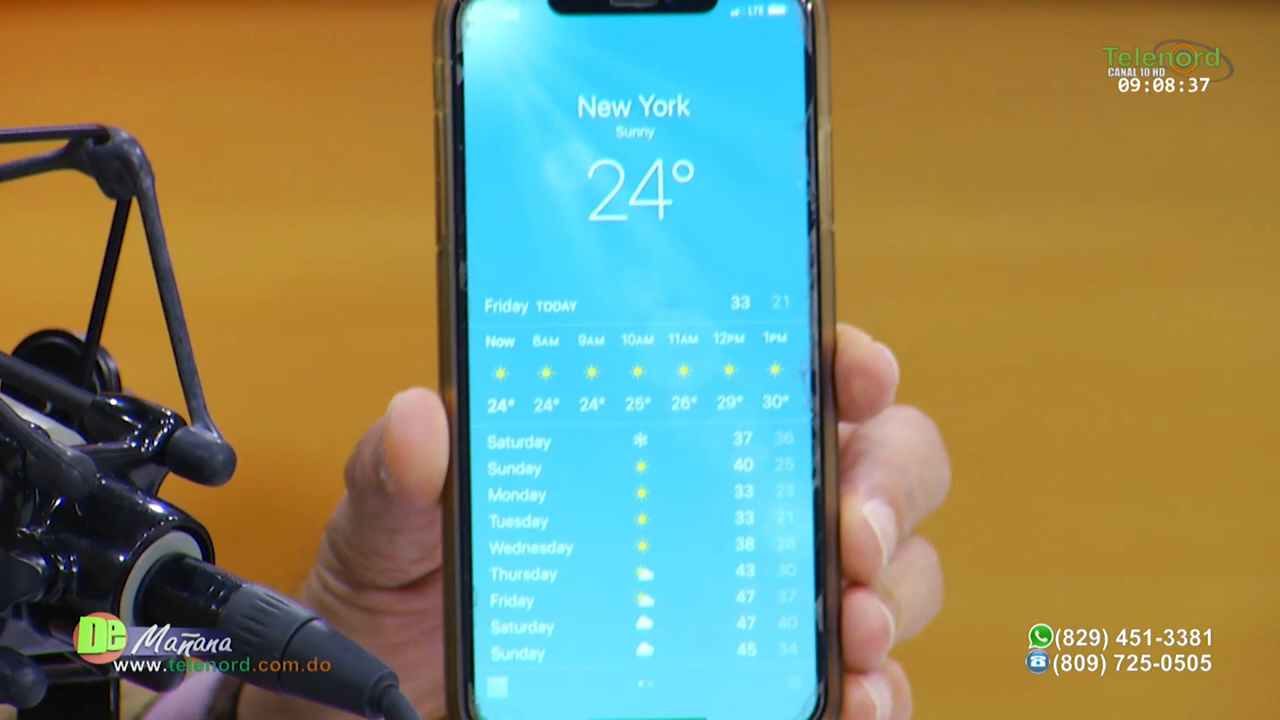 LTE
Telenord
CANAL 10 HD
09:08:37
New York
Sunny
24°
Friday TODAY 33 21
Now 8AM 9AM 10AM 11AM 12PM 1PM
24° 24° 24° 25° 26° 29° 30°
Saturday 37 36
Sunday 40 25
Monday 33 23
Tuesday 33 21
Wednesday 38 26
Thursday 43 30
Friday 47 37
Saturday 47 40
Sunday 45 34
De Mañana
www.telenord.com.do
(829) 451-3381
(809) 725-0505